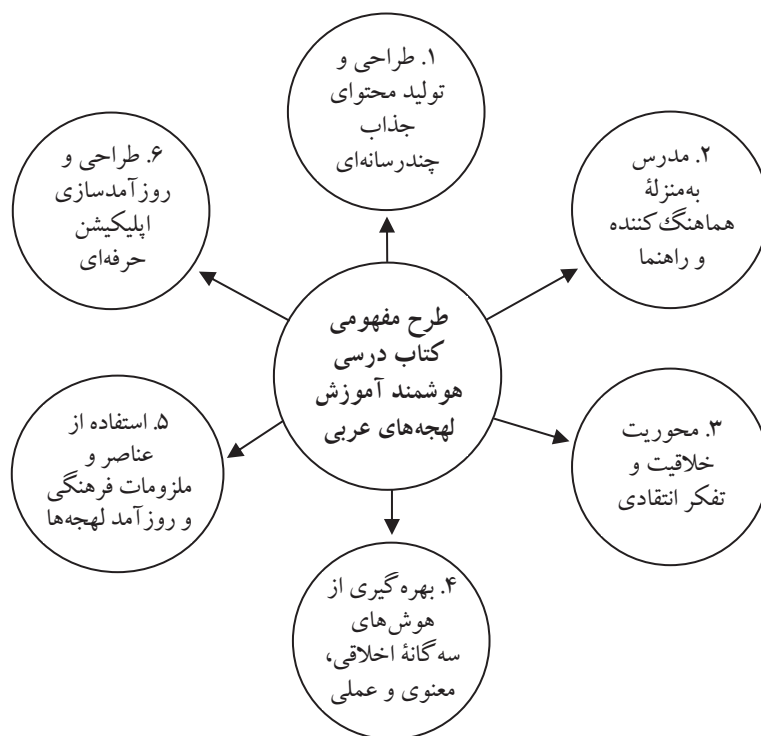 طرح مفهومی
کتاب درسی
هوشمند آموزش
لهجه‌های عربی
۱. طراحی و
تولید محتوای
جذاب
چندرسانه‌ای
۲. مدرس
به‌منزلۀ
هماهنگ‌کننده
و راهنما
۳. محوریت
خلاقیت و
تفکر انتقادی
۴. بهره‌گیری از
هوش‌های
سه‌گانۀ اخلاقی،
معنوی و عملی
۵. استفاده از
عناصر و
ملزومات فرهنگی
و روزآمد لهجه‌ها
۶. طراحی و
روزآمدسازی
اپلیکیشن
حرفه‌ای